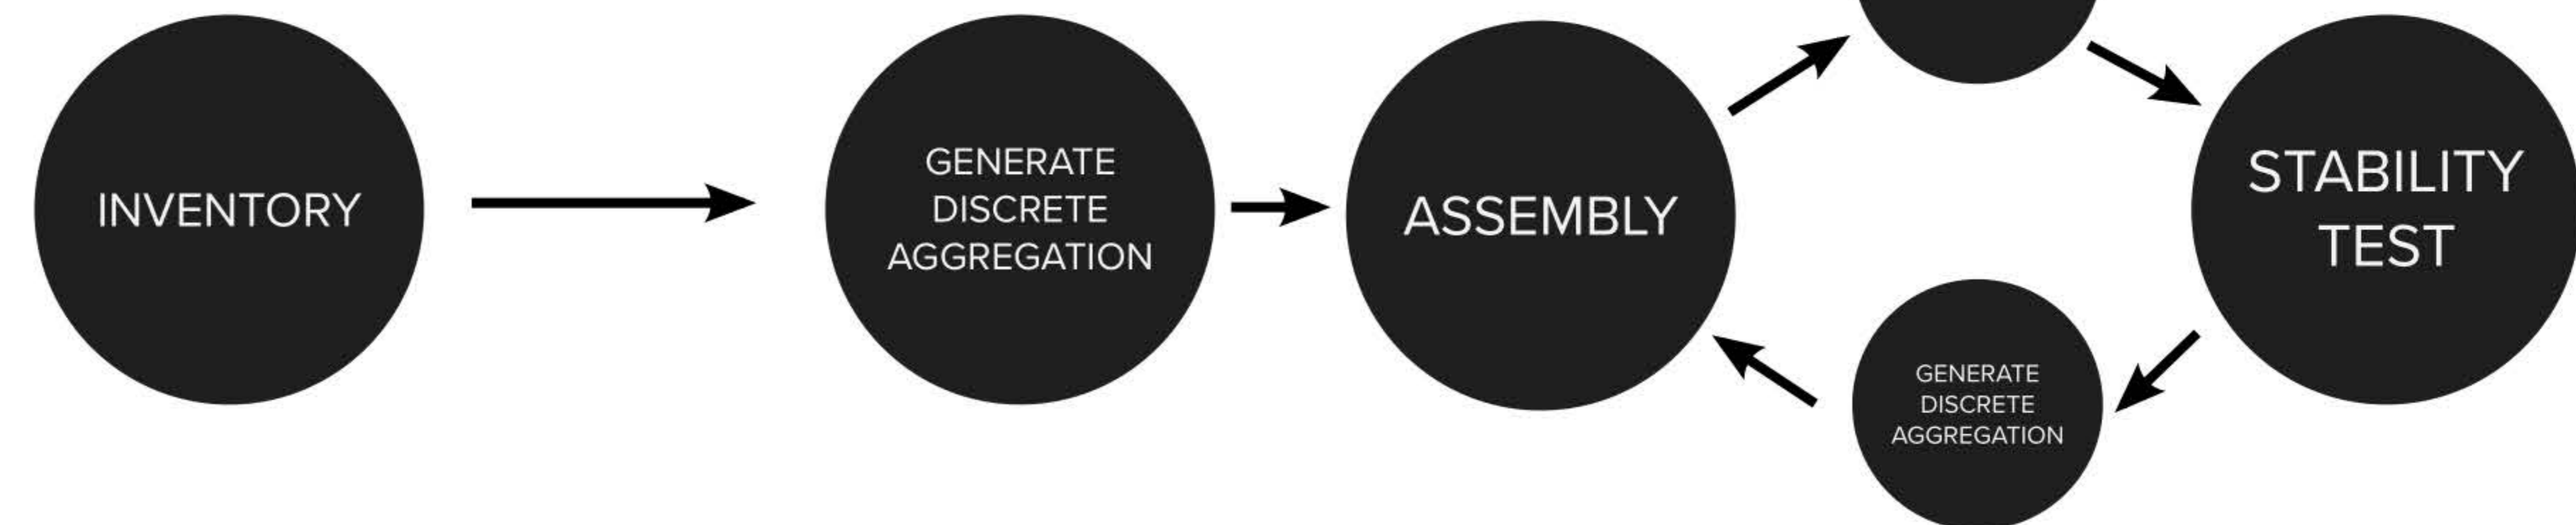 INVENTORY
GENERATE
DISCRETE
AGGREGATION
ASSEMBLY
STABILITY
TEST
GENERATE
DISCRETE
AGGREGATION